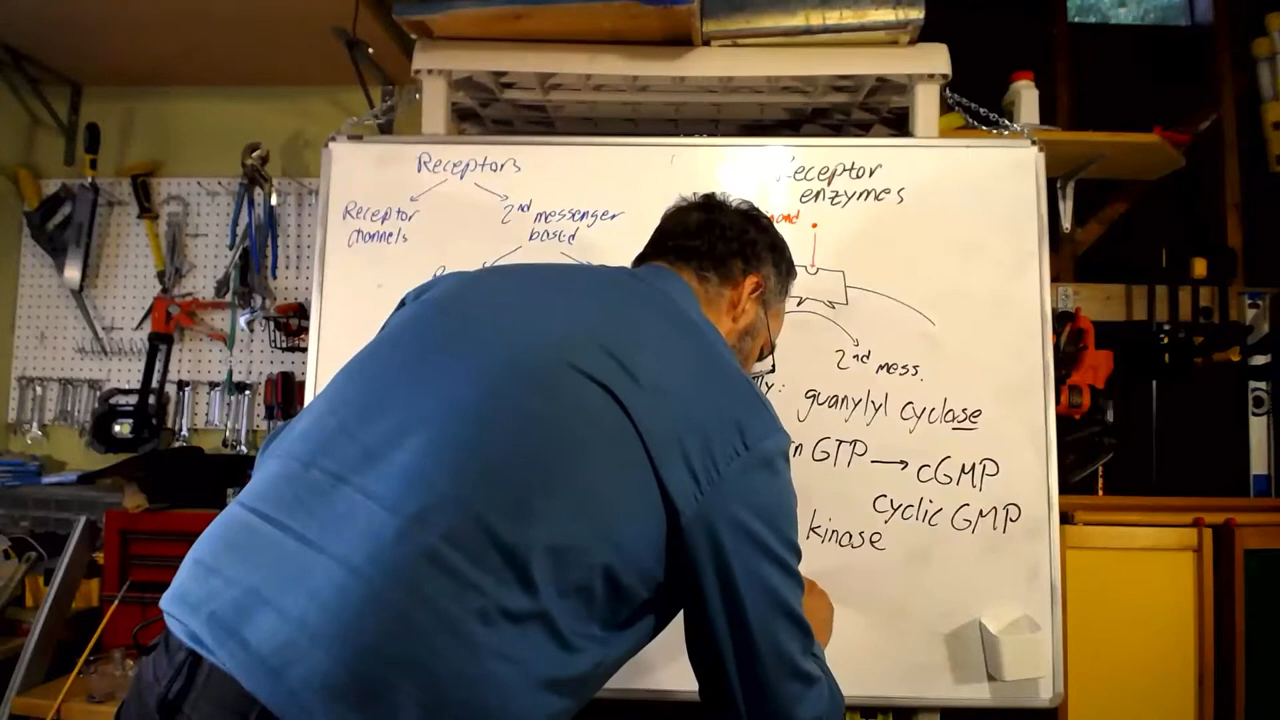 Receptors
Receptor
channels
2nd messenger
based
Receptor
enzymes
2nd mess.
guanylyl cyclase
GTP → cGMP
cyclic GMP
kinase